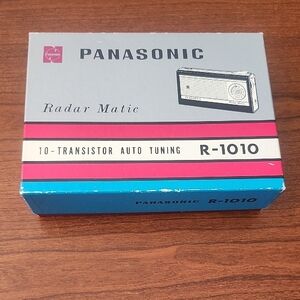 PANASONIC
Radar Matic
10-TRANSISTOR AUTO TUNING R-1010
PANASONIC R-1010